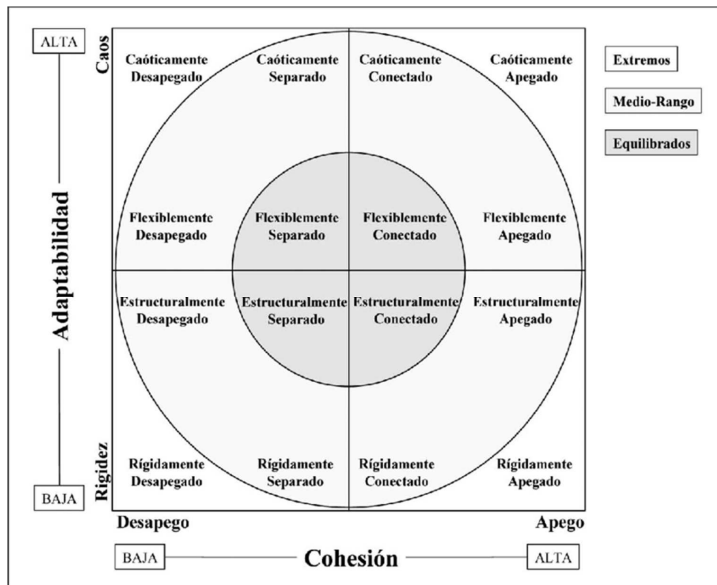 ALTA
Caos
Caóticamente
Desapegado
Caóticamente
Separado
Caóticamente
Conectado
Caóticamente
Apegado
Extremos
Medio-Rango
Equilibrados
Adaptabilidad
Flexiblemente
Desapegado
Flexiblemente
Separado
Flexiblemente
Conectado
Flexiblemente
Apegado
Estructuralmente
Desapegado
Estructuralmente
Separado
Estructuralmente
Conectado
Estructuralmente
Apegado
Rígidamente
Desapegado
Rígidamente
Separado
Rígidamente
Conectado
Rígidamente
Apegado
Rigidez
BAJA
Desapego
Apego
BAJA
Cohesión
ALTA